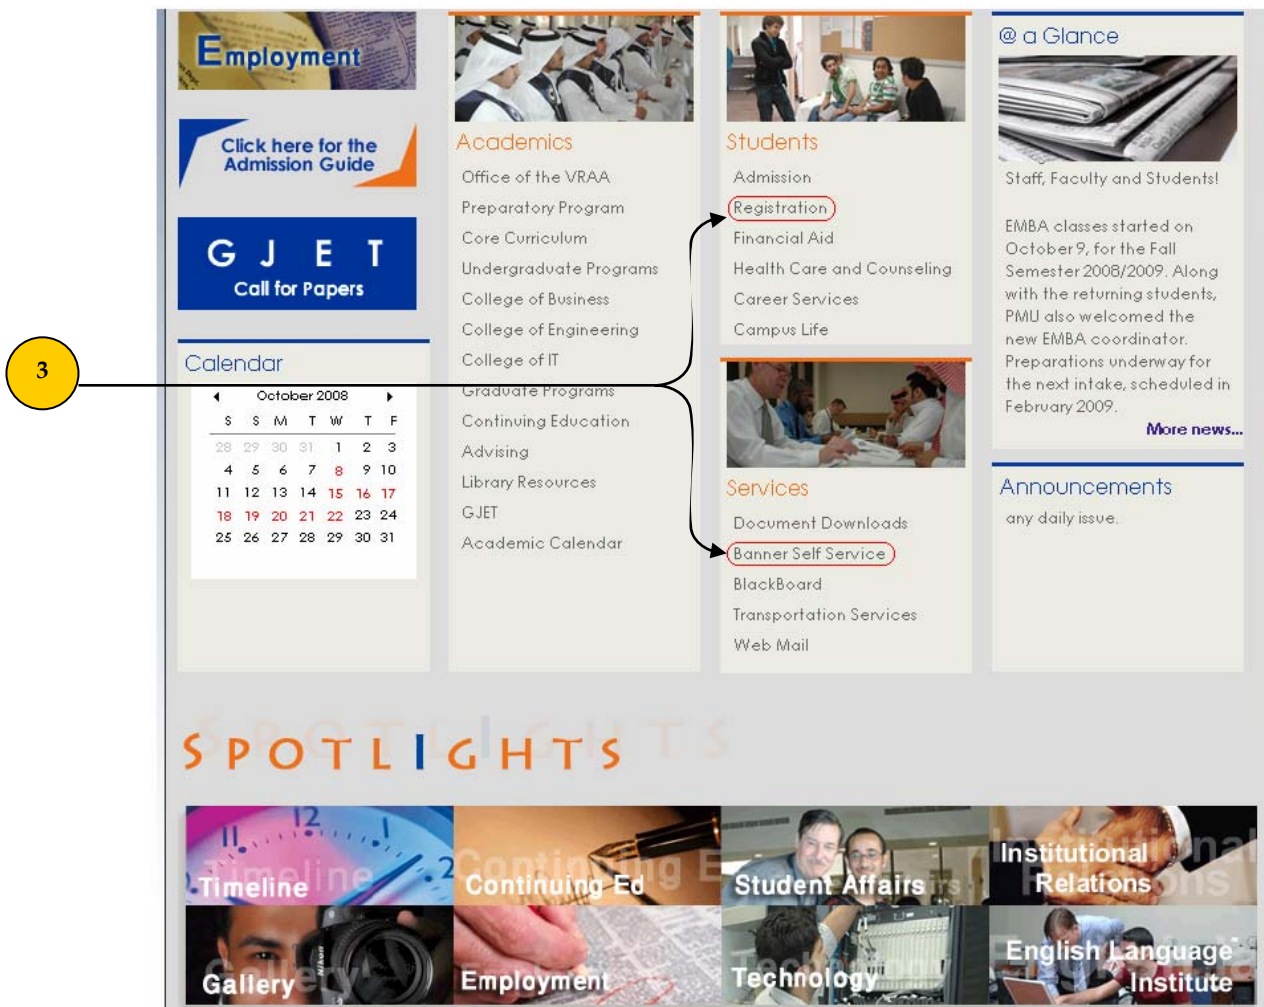 Employment
Click here for the
Admission Guide
G J E T
Call for Papers
3
Calendar
October 2008
S S M T W T F
28 29 30 31 1 2 3
4 5 6 7 8 9 10
11 12 13 14 15 16 17
18 19 20 21 22 23 24
25 26 27 28 29 30 31
Academics
Office of the VRAA
Preparatory Program
Core Curriculum
Undergraduate Programs
College of Business
College of Engineering
College of IT
Graduate Programs
Continuing Education
Advising
Library Resources
GJET
Academic Calendar
Students
Admission
Registration
Financial Aid
Health Care and Counseling
Career Services
Campus Life
Services
Document Downloads
Banner Self Service
BlackBoard
Transportation Services
Web Mail
@ a Glance
Staff, Faculty and Students!
EMBA classes started on
October 9, for the Fall
Semester 2008/2009. Along
with the returning students,
PMU also welcomed the
new EMBA coordinator.
Preparations underway for
the next intake, scheduled in
February 2009.
More news...
Announcements
any daily issue.
SPOTLIGHTS
Timeline
Continuing Ed
Student Affairs
Institutional
Relations
Gallery
Employment
Technology
English Language
Institute